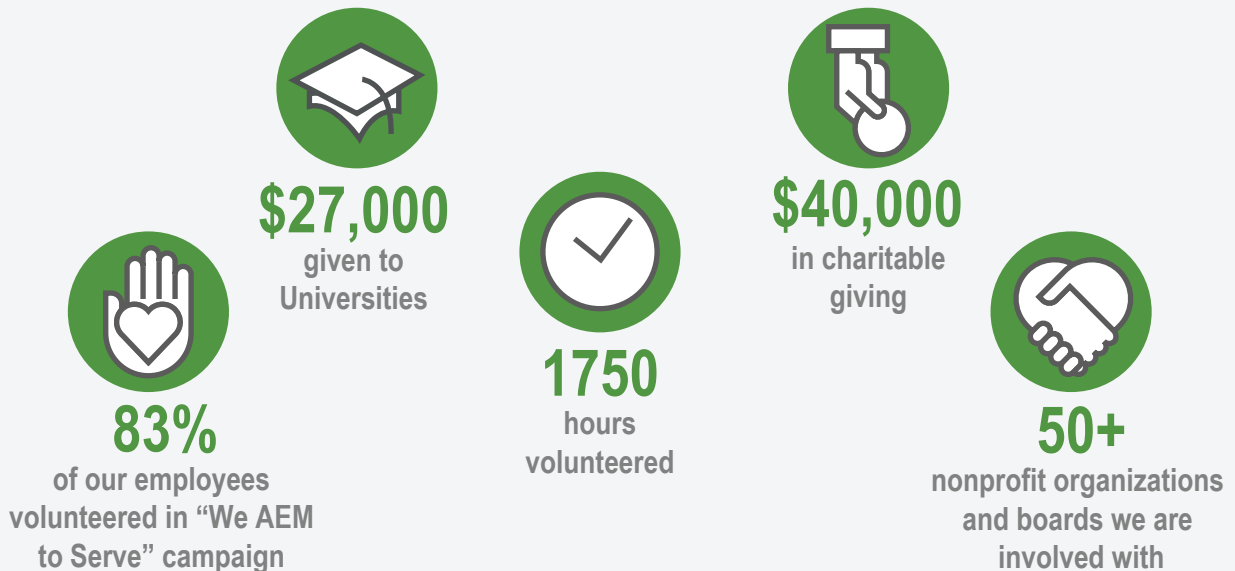 83%
of our employees
volunteered in “We AEM
to Serve” campaign
$27,000
given to
Universities
1750
hours
volunteered
$40,000
in charitable
giving
50+
nonprofit organizations
and boards we are
involved with